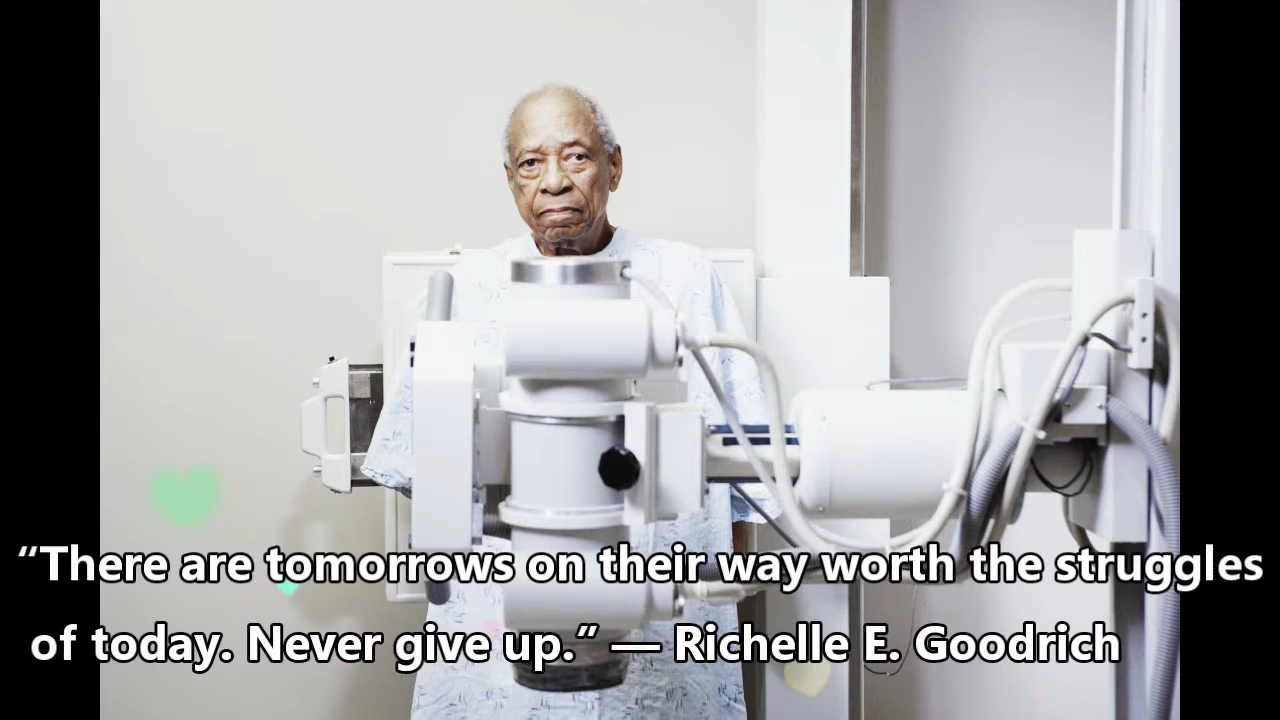 “There are tomorrows on their way worth the struggles
of today. Never give up.” — Richelle E. Goodrich